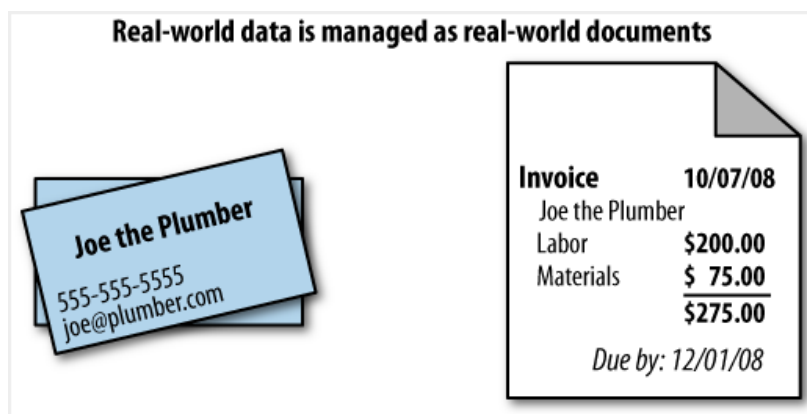 Real-world data is managed as real-world documents
Joe the Plumber
555-555-5555
joe@plumber.com
Invoice 10/07/08
Joe the Plumber
Labor $200.00
Materials $ 75.00
$275.00
Due by: 12/01/08